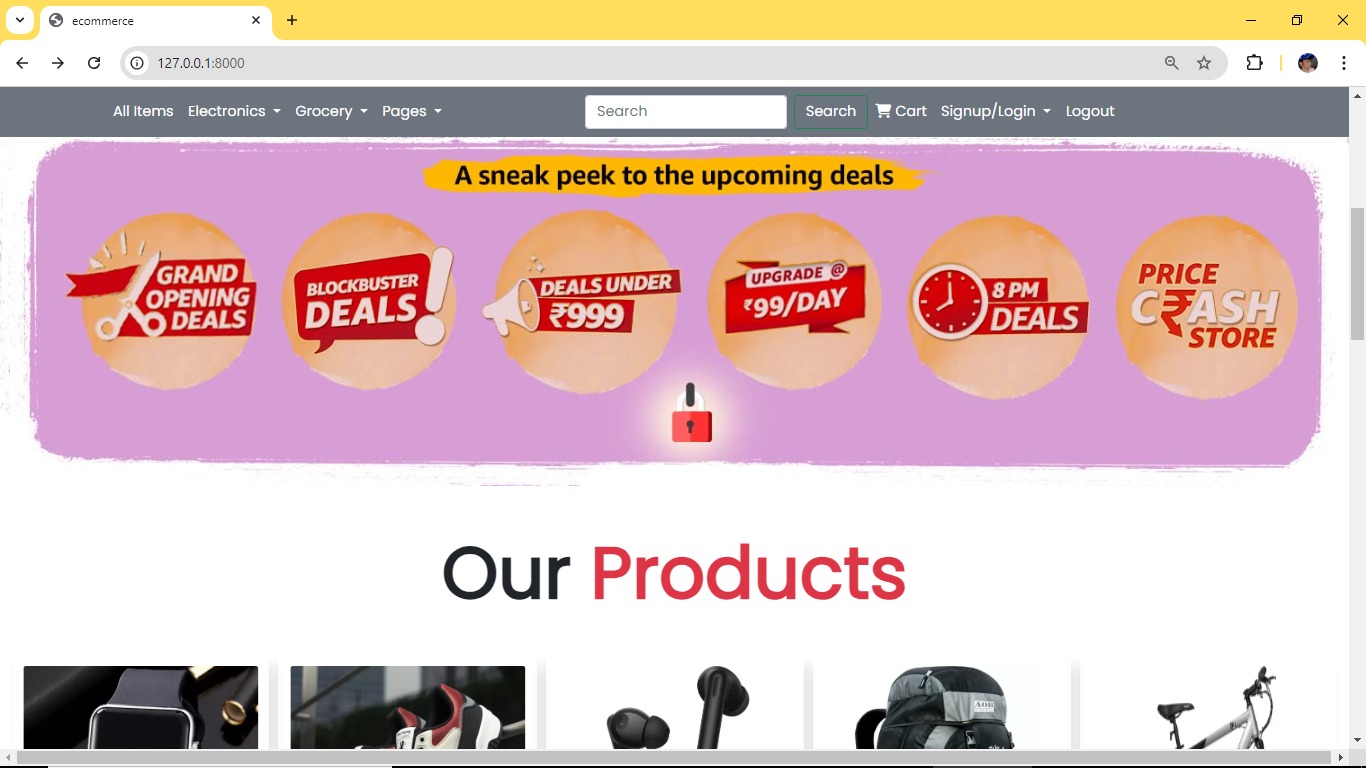 ecommerce
127.0.0.1:8000
All Items Electronics Grocery Pages Search Search Cart Signup/Login Logout
A sneak peek to the upcoming deals
GRAND
OPENING
DEALS
BLOCKBUSTER
DEALS!
DEALS UNDER
₹999
UPGRADE @
₹99/DAY
8 PM
DEALS
PRICE
C₹ASH
STORE
Our Products
AOB